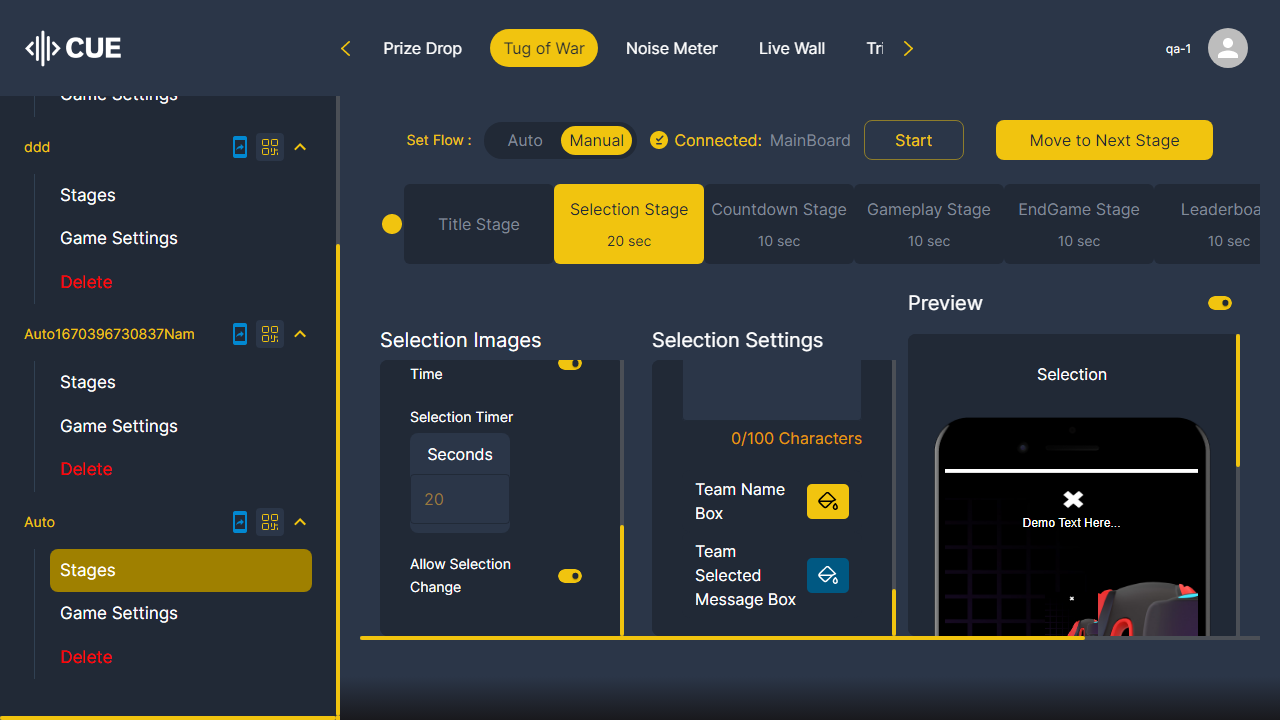 CUE
Prize Drop
Tug of War
Noise Meter
Live Wall
Tri
qa-1
Game Settings
ddd
Stages
Game Settings
Delete
Auto1670396730837Nam
Stages
Game Settings
Delete
Auto
Stages
Game Settings
Delete
Set Flow :
Auto
Manual
Connected: MainBoard
Start
Move to Next Stage
Title Stage
Selection Stage
20 sec
Countdown Stage
10 sec
Gameplay Stage
10 sec
EndGame Stage
10 sec
Leaderboa
10 sec
Selection Images
Time
Selection Timer
Seconds
20
Allow Selection
Change
Selection Settings
0/100 Characters
Team Name
Box
Team
Selected
Message Box
Preview
Selection
Demo Text Here...